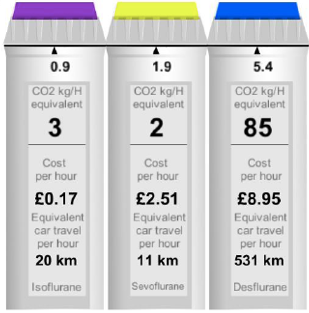 0.9
CO2 kg/H
equivalent
3
Cost
per hour
£0.17
Equivalent
car travel
per hour
20 km
Isoflurane
1.9
CO2 kg/H
equivalent
2
Cost
per hour
£2.51
Equivalent
car travel
per hour
11 km
Sevoflurane
5.4
CO2 kg/H
equivalent
85
Cost
per hour
£8.95
Equivalent
car travel
per hour
531 km
Desflurane